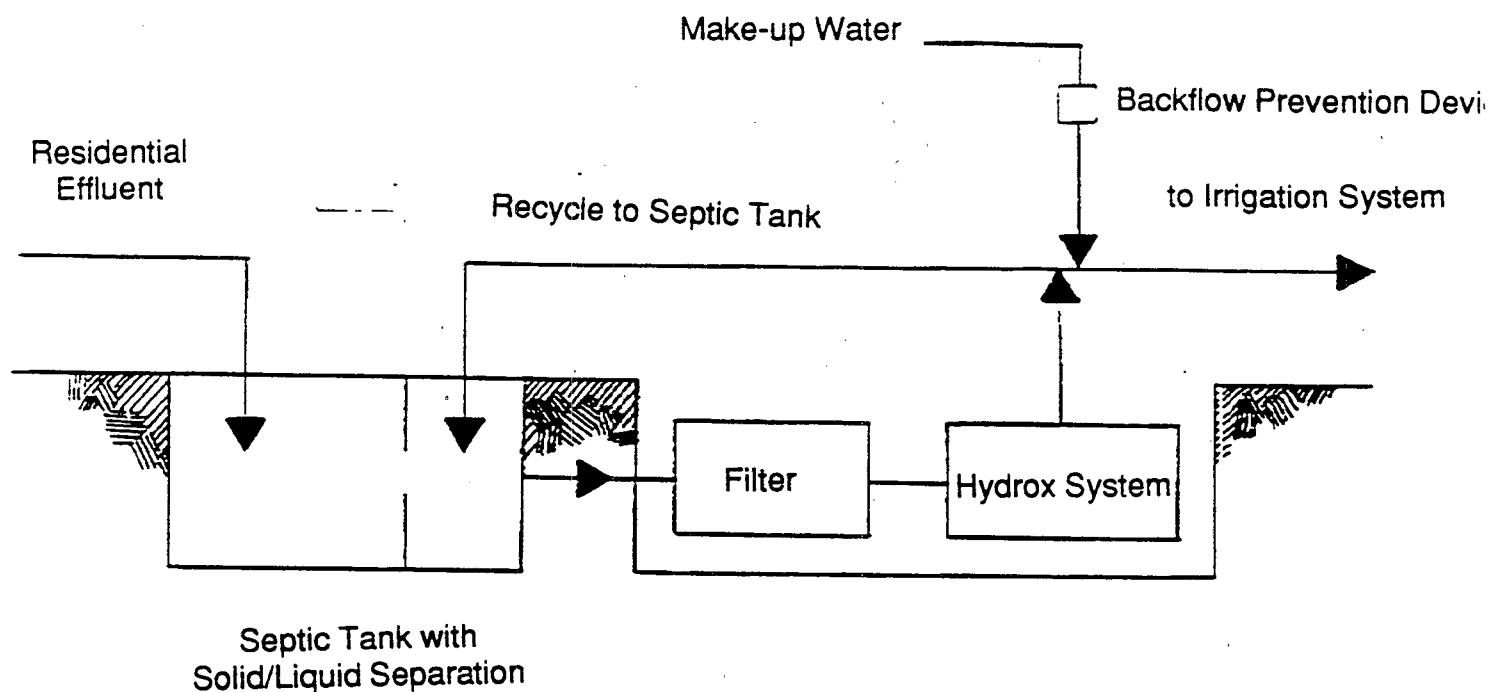 Make-up Water
Backflow Prevention Devi
Residential
Effluent
Recycle to Septic Tank
to Irrigation System
Filter
Hydrox System
Septic Tank with
Solid/Liquid Separation